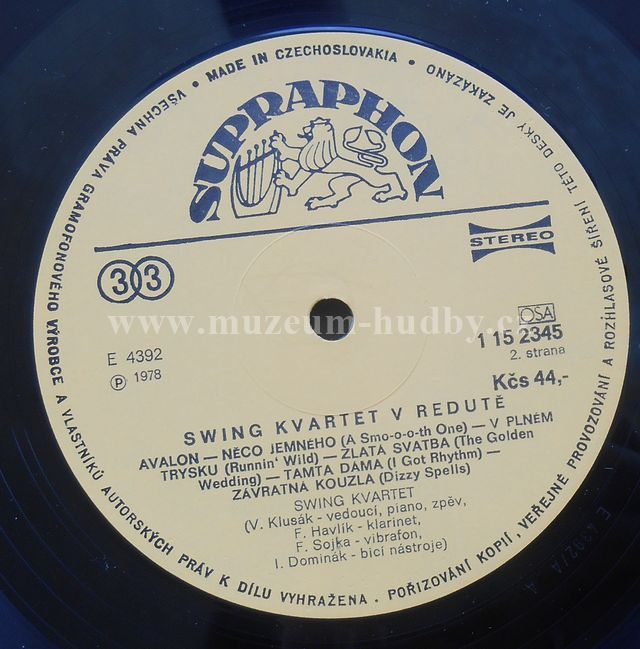 • MADE IN CZECHOSLOVAKIA •
VŠECHNA PRÁVA GRAMOFONOVÉHO VÝROBCE A VLASTNÍKŮ AUTORSKÝCH PRÁV K DÍLU VYHRAŽENA . POŘIZOVÁNÍ KOPIÍ, VEŘEJNÉ PROVOZOVÁNÍ A ROZHLASOVÉ ŠÍŘENÍ TÉTO DESKY JE ZAKÁZÁNO
SUPRAPHON
STEREO
33
www.muzeum-hudby.c
OSA
E 4392
1 15 2345
Ⓟ 1978
2. strana
Kčs 44,-
SWING KVARTET V REDUTĚ
AVALON — NĚCO JEMNÉHO (A Smo-o-o-th One) — V PLNÉM
TRYSKU (Runnin' Wild) — ZLATÁ SVATBA (The Golden
Wedding) — TAMTA DÁMA (I Got Rhythm) —
ZÁVRATNÁ KOUZLA (Dizzy Spells)
SWING KVARTET
(V. Klusák - vedoucí, piano, zpěv,
F. Havlík - klarinet,
F. Sojka - vibrafon,
I. Dominák - bicí nástroje)
E 4392/A A